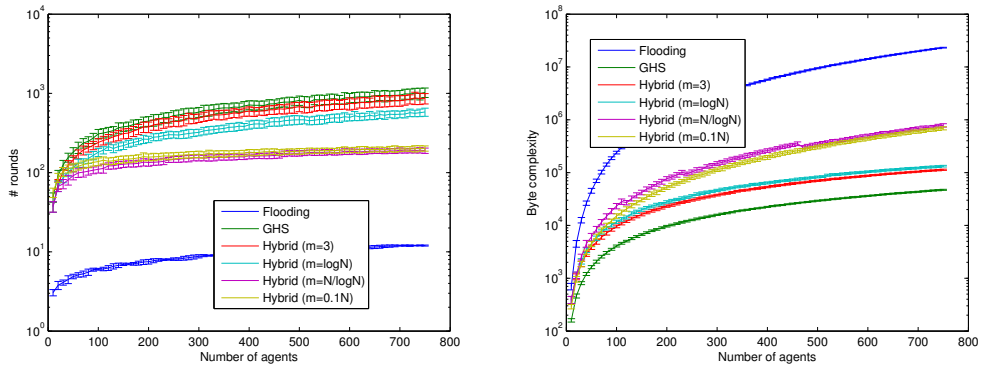 10^4
10^3
10^2
10^1
10^0
# rounds
Flooding
GHS
Hybrid (m=3)
Hybrid (m=logN)
Hybrid (m=N/logN)
Hybrid (m=0.1N)
0 100 200 300 400 500 600 700 800
Number of agents
10^8
10^7
10^6
10^5
10^4
10^3
10^2
Byte complexity
Flooding
GHS
Hybrid (m=3)
Hybrid (m=logN)
Hybrid (m=N/logN)
Hybrid (m=0.1N)
0 100 200 300 400 500 600 700 800
Number of agents